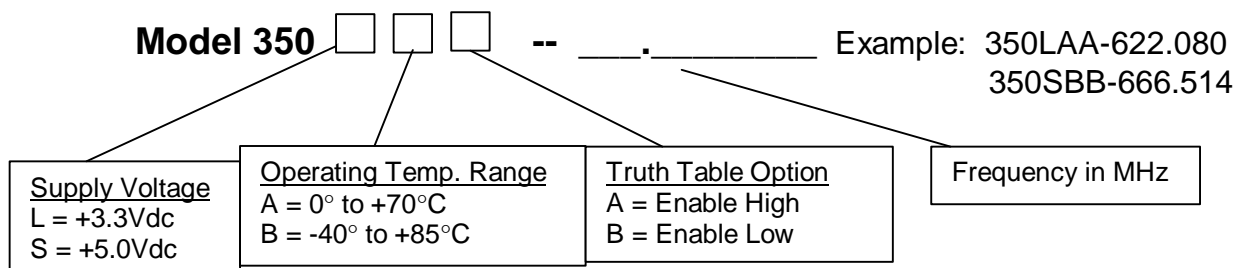 Model 350 □ □ □ -- ___.________ Example: 350LAA-622.080
350SBB-666.514
Supply Voltage
L = +3.3Vdc
S = +5.0Vdc
Operating Temp. Range
A = 0° to +70°C
B = -40° to +85°C
Truth Table Option
A = Enable High
B = Enable Low
Frequency in MHz